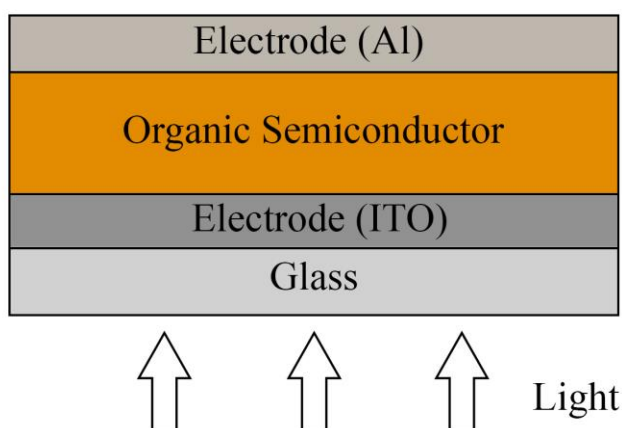 Electrode (Al)
Organic Semiconductor
Electrode (ITO)
Glass
Light